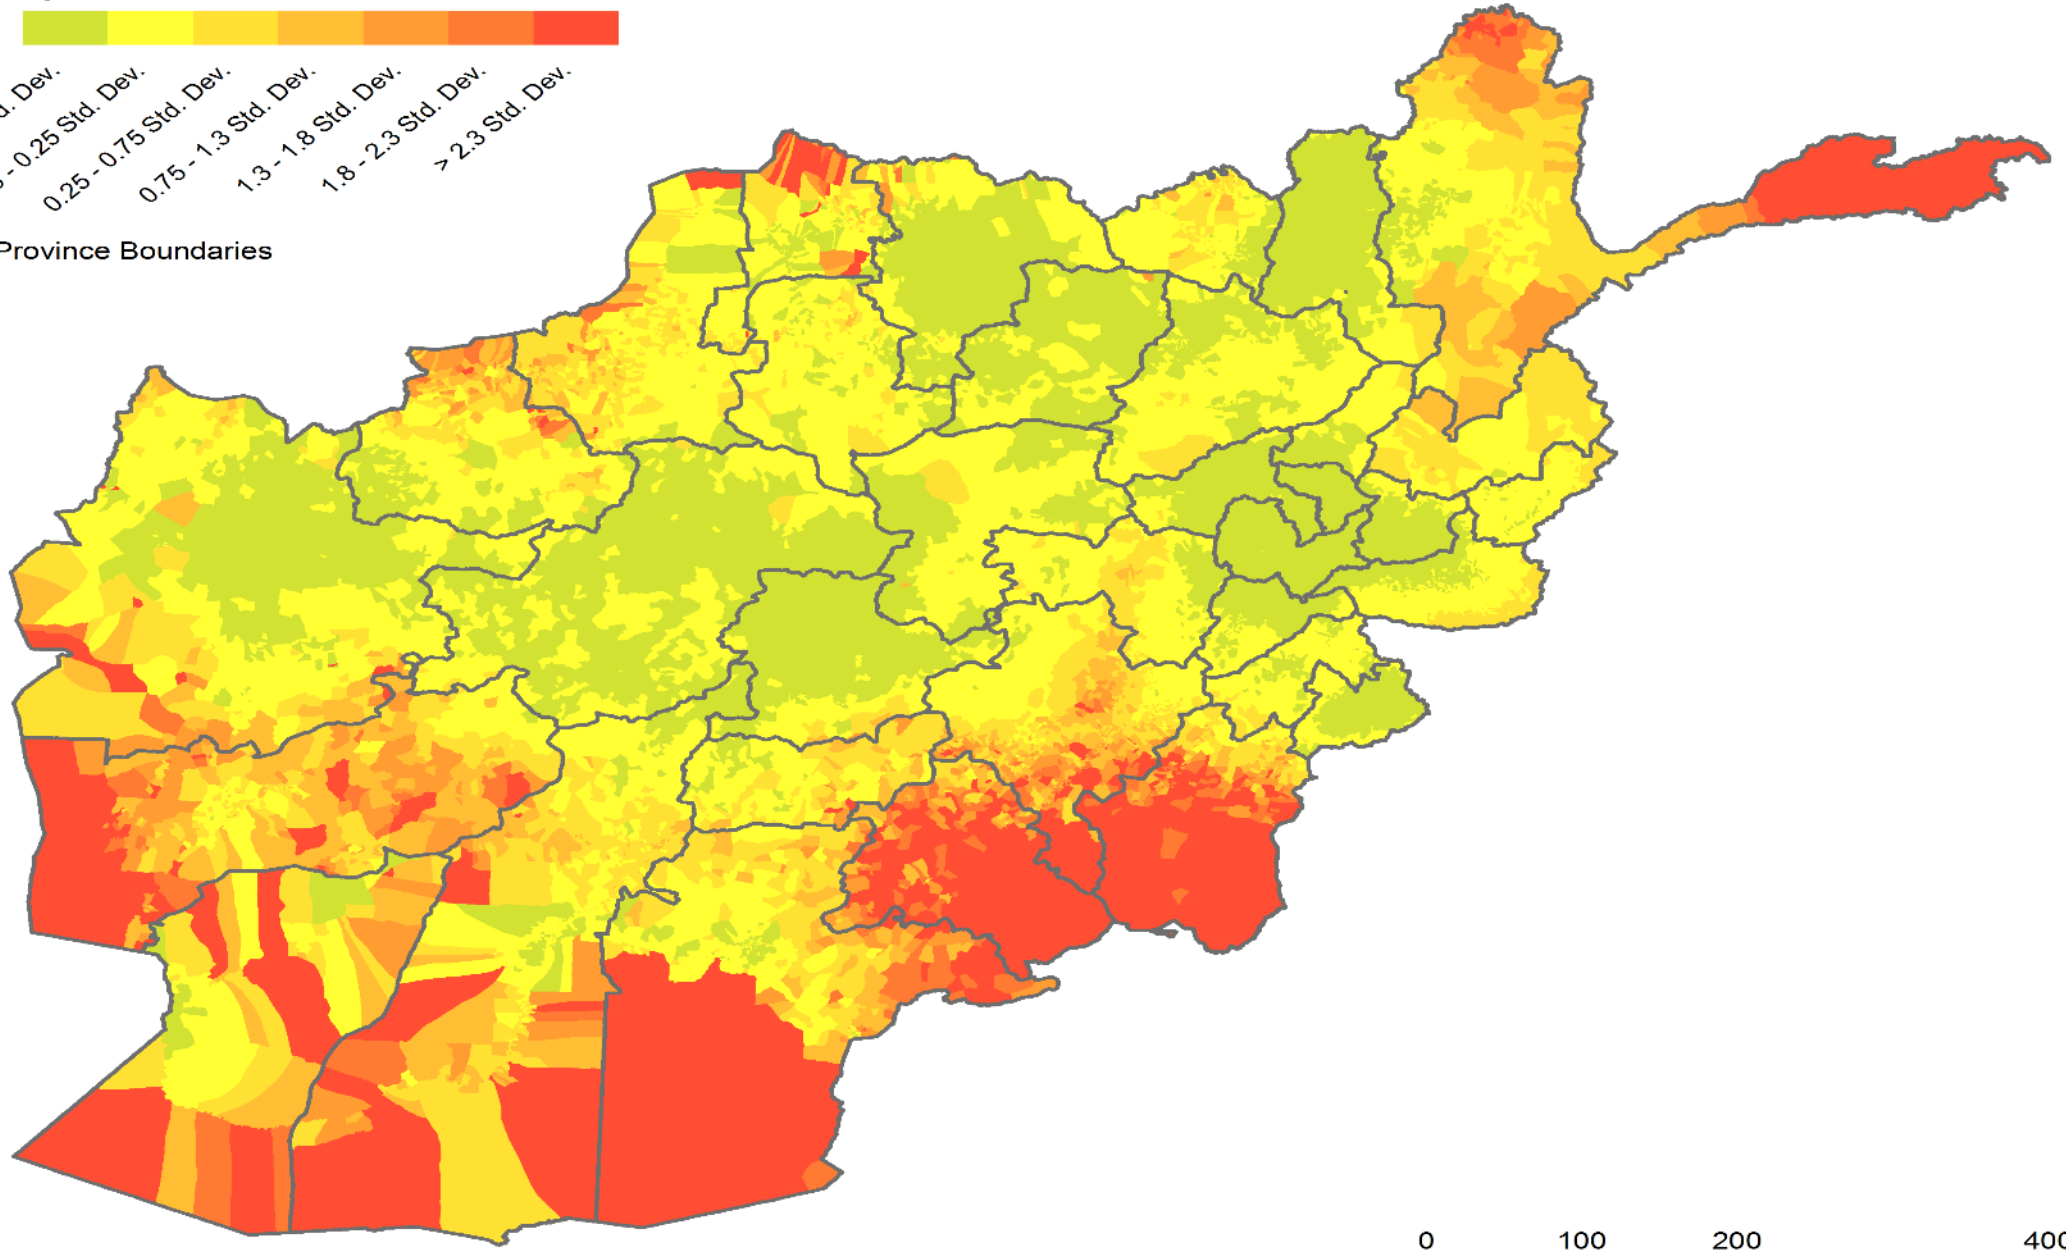 Std. Dev.
- 0.25 Std. Dev.
0.25 - 0.75 Std. Dev.
0.75 - 1.3 Std. Dev.
1.3 - 1.8 Std. Dev.
1.8 - 2.3 Std. Dev.
> 2.3 Std. Dev.
Province Boundaries
0 100 200 400